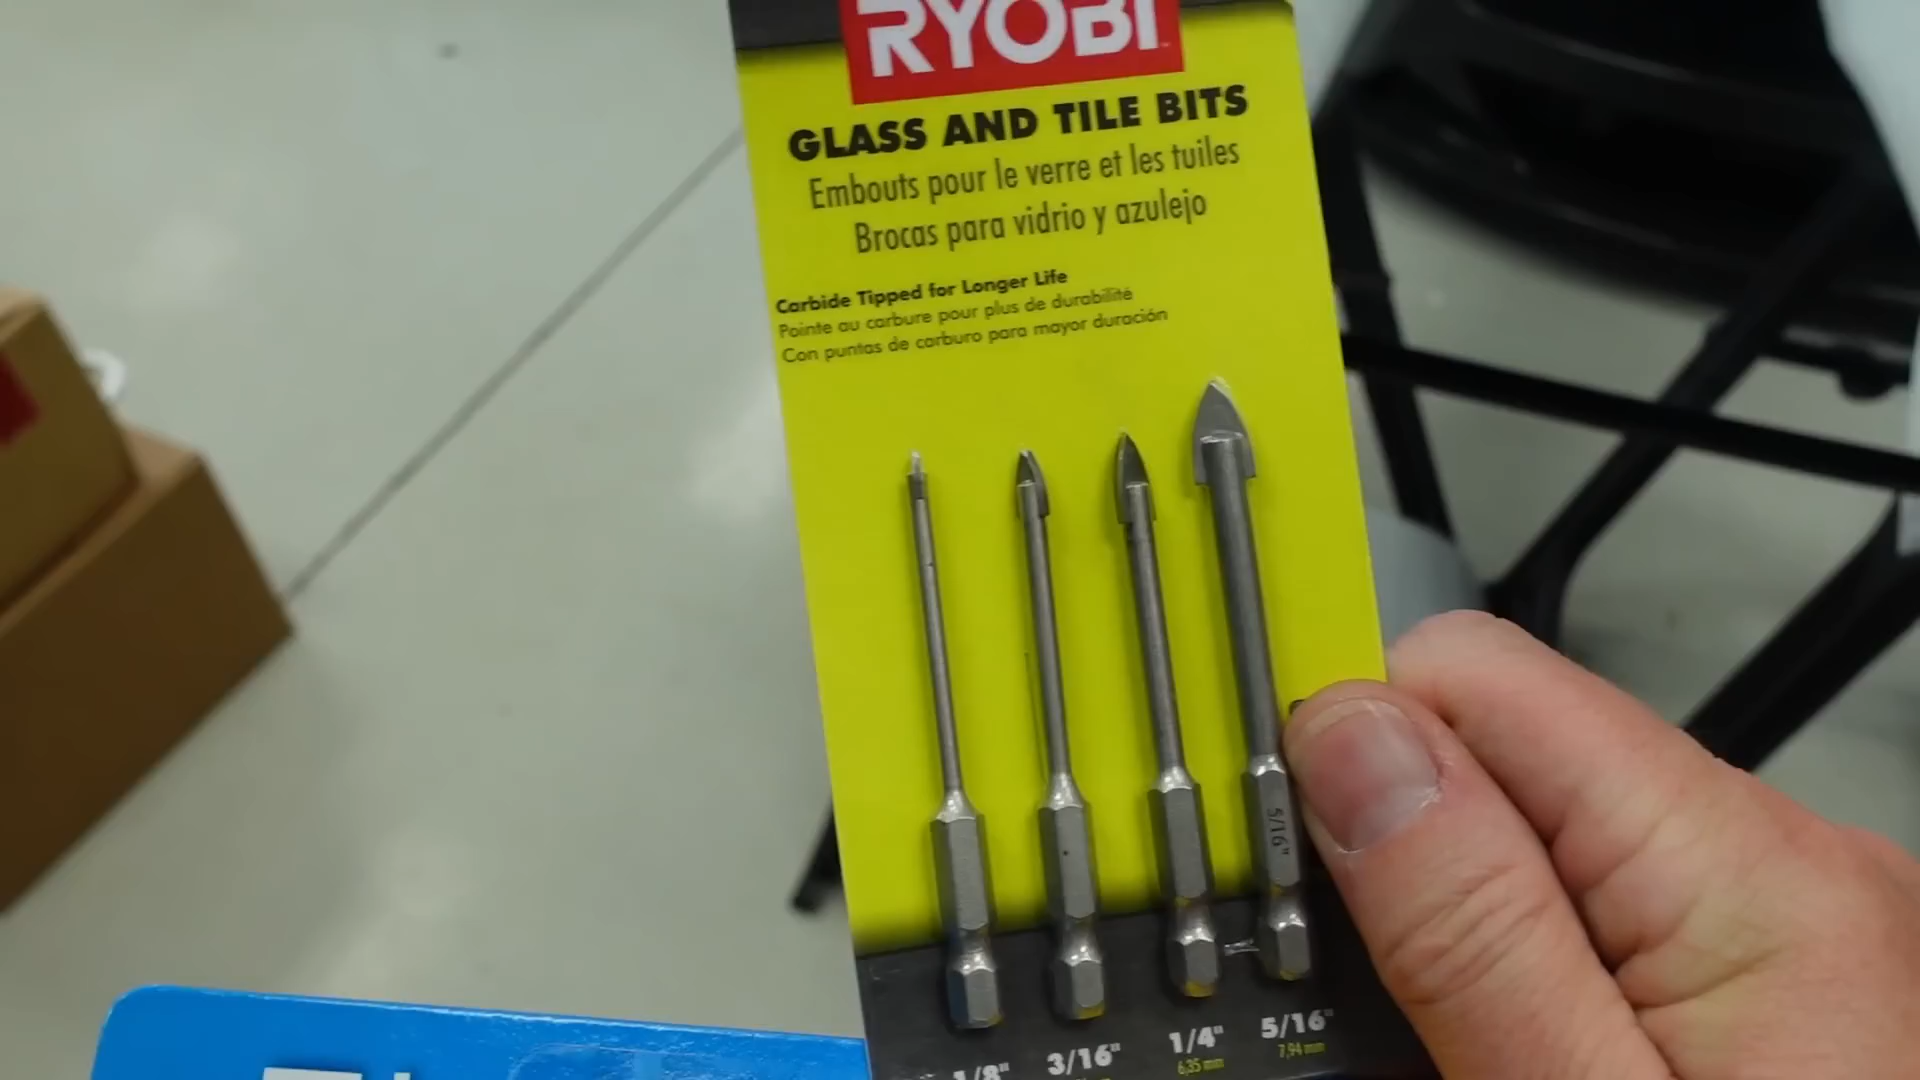 RYOBI
GLASS AND TILE BITS
Embouts pour le verre et les tuiles
Brocas para vidrio y azulejo
Carbide Tipped for Longer Life
Pointe au carbure pour plus de durabilité
Con puntas de carburo para mayor duración
5/16"
1/8" 3/16" 1/4" 5/16"
6,35 mm 7,94 mm